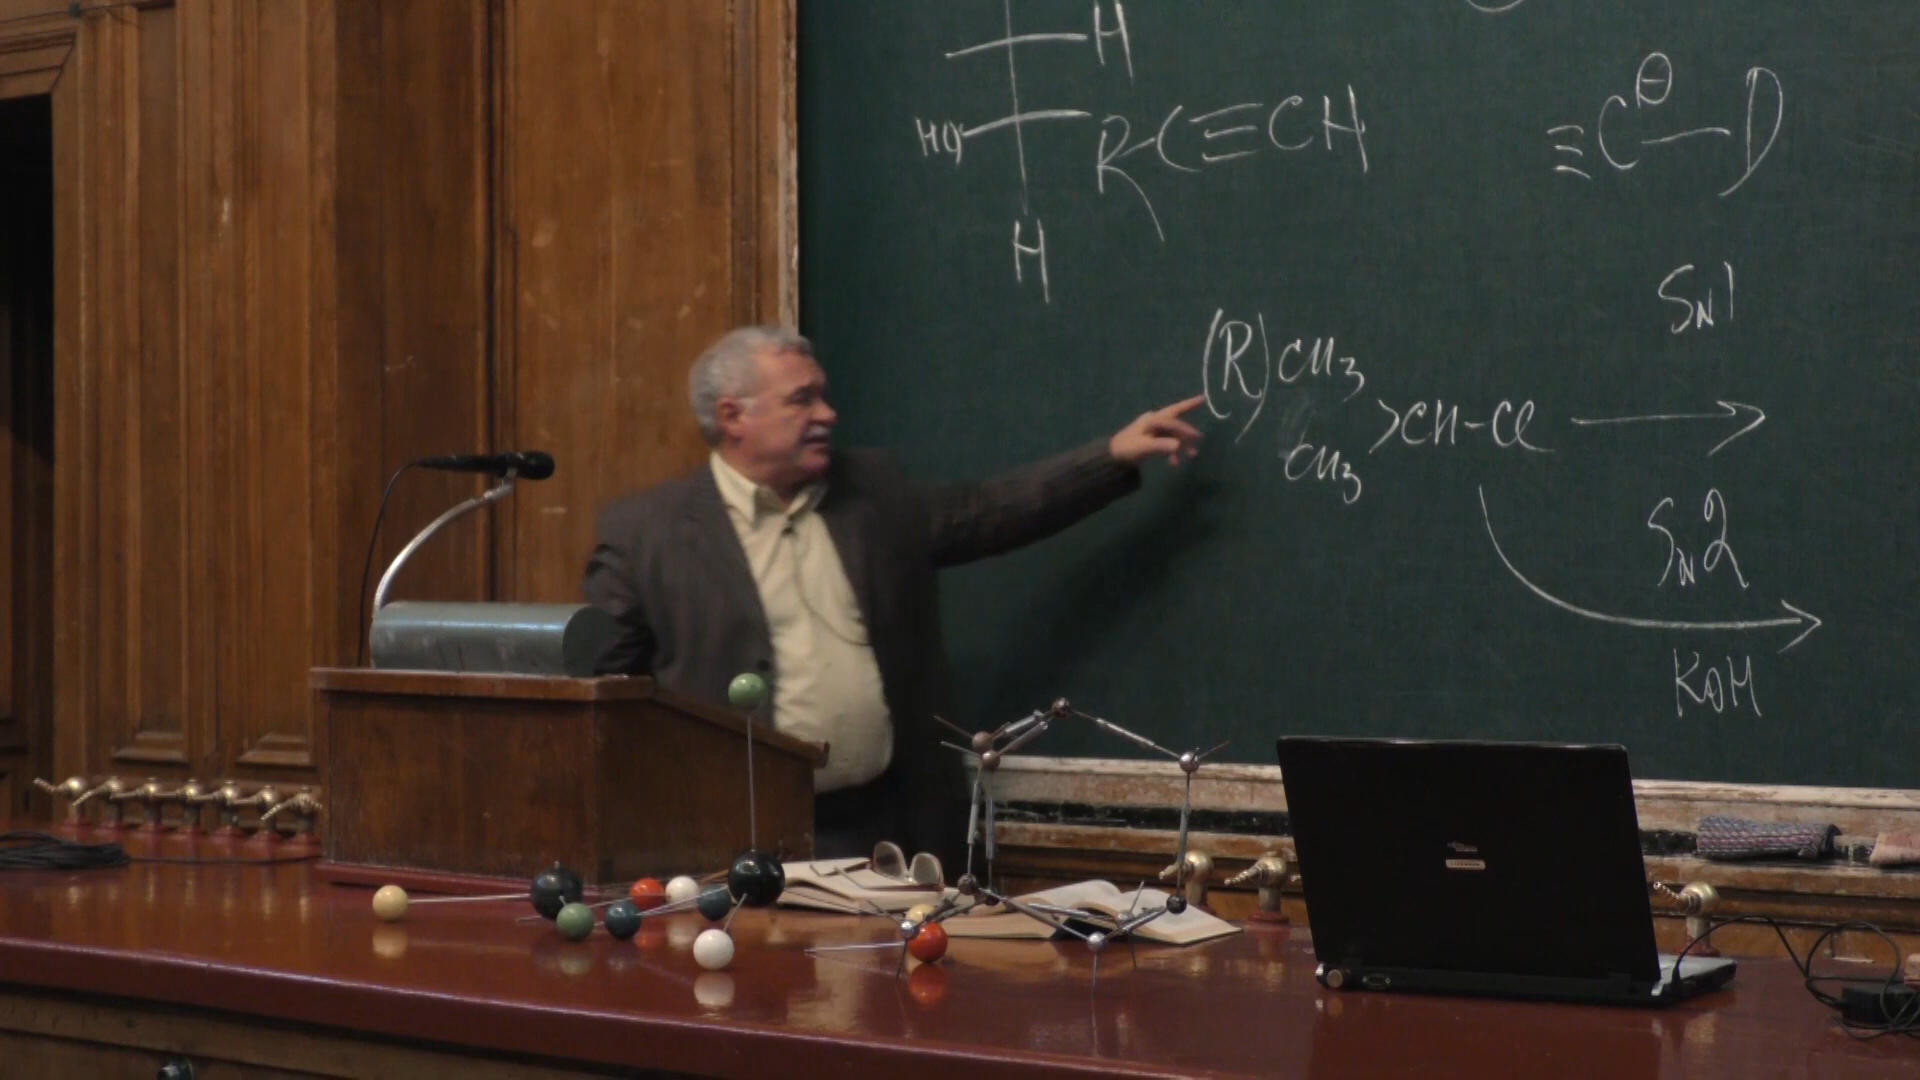 H
HO
H
R-C≡CH
≡C⊖—D
SN1
(R) CH3
CH3
>CH-Cl →
SN2
KOH